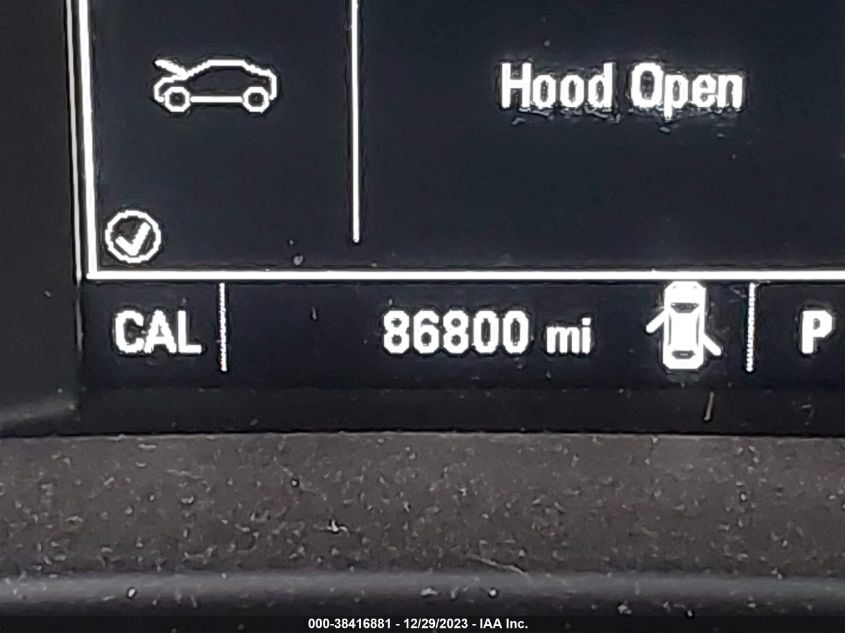 Hood Open
CAL 86800 mi P
000-38416881 - 12/29/2023 - IAA Inc.